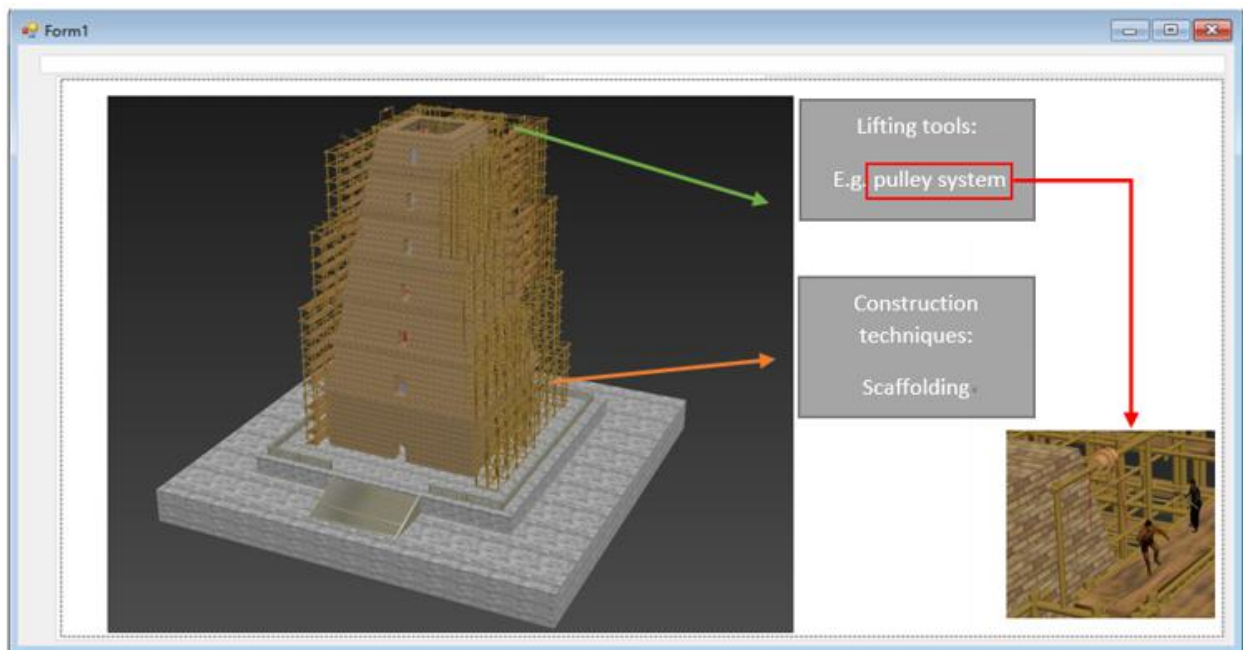 Form1
Lifting tools:
E.g. pulley system
Construction
techniques:
Scaffolding.